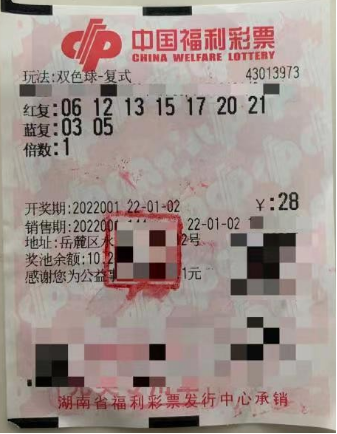 中国福利彩票
CHINA WELFARE LOTTERY
玩法:双色球-复式 43013973
红复:06 12 13 15 17 20 21
蓝复:03 05
倍数:1
开奖期:2022001 22-01-02 ¥:28
销售期:202200 22-01-02
地址:岳麓区水 2号
奖池余额:10.2
感谢您为公益事 1元
湖南省福利彩票发行中心承销